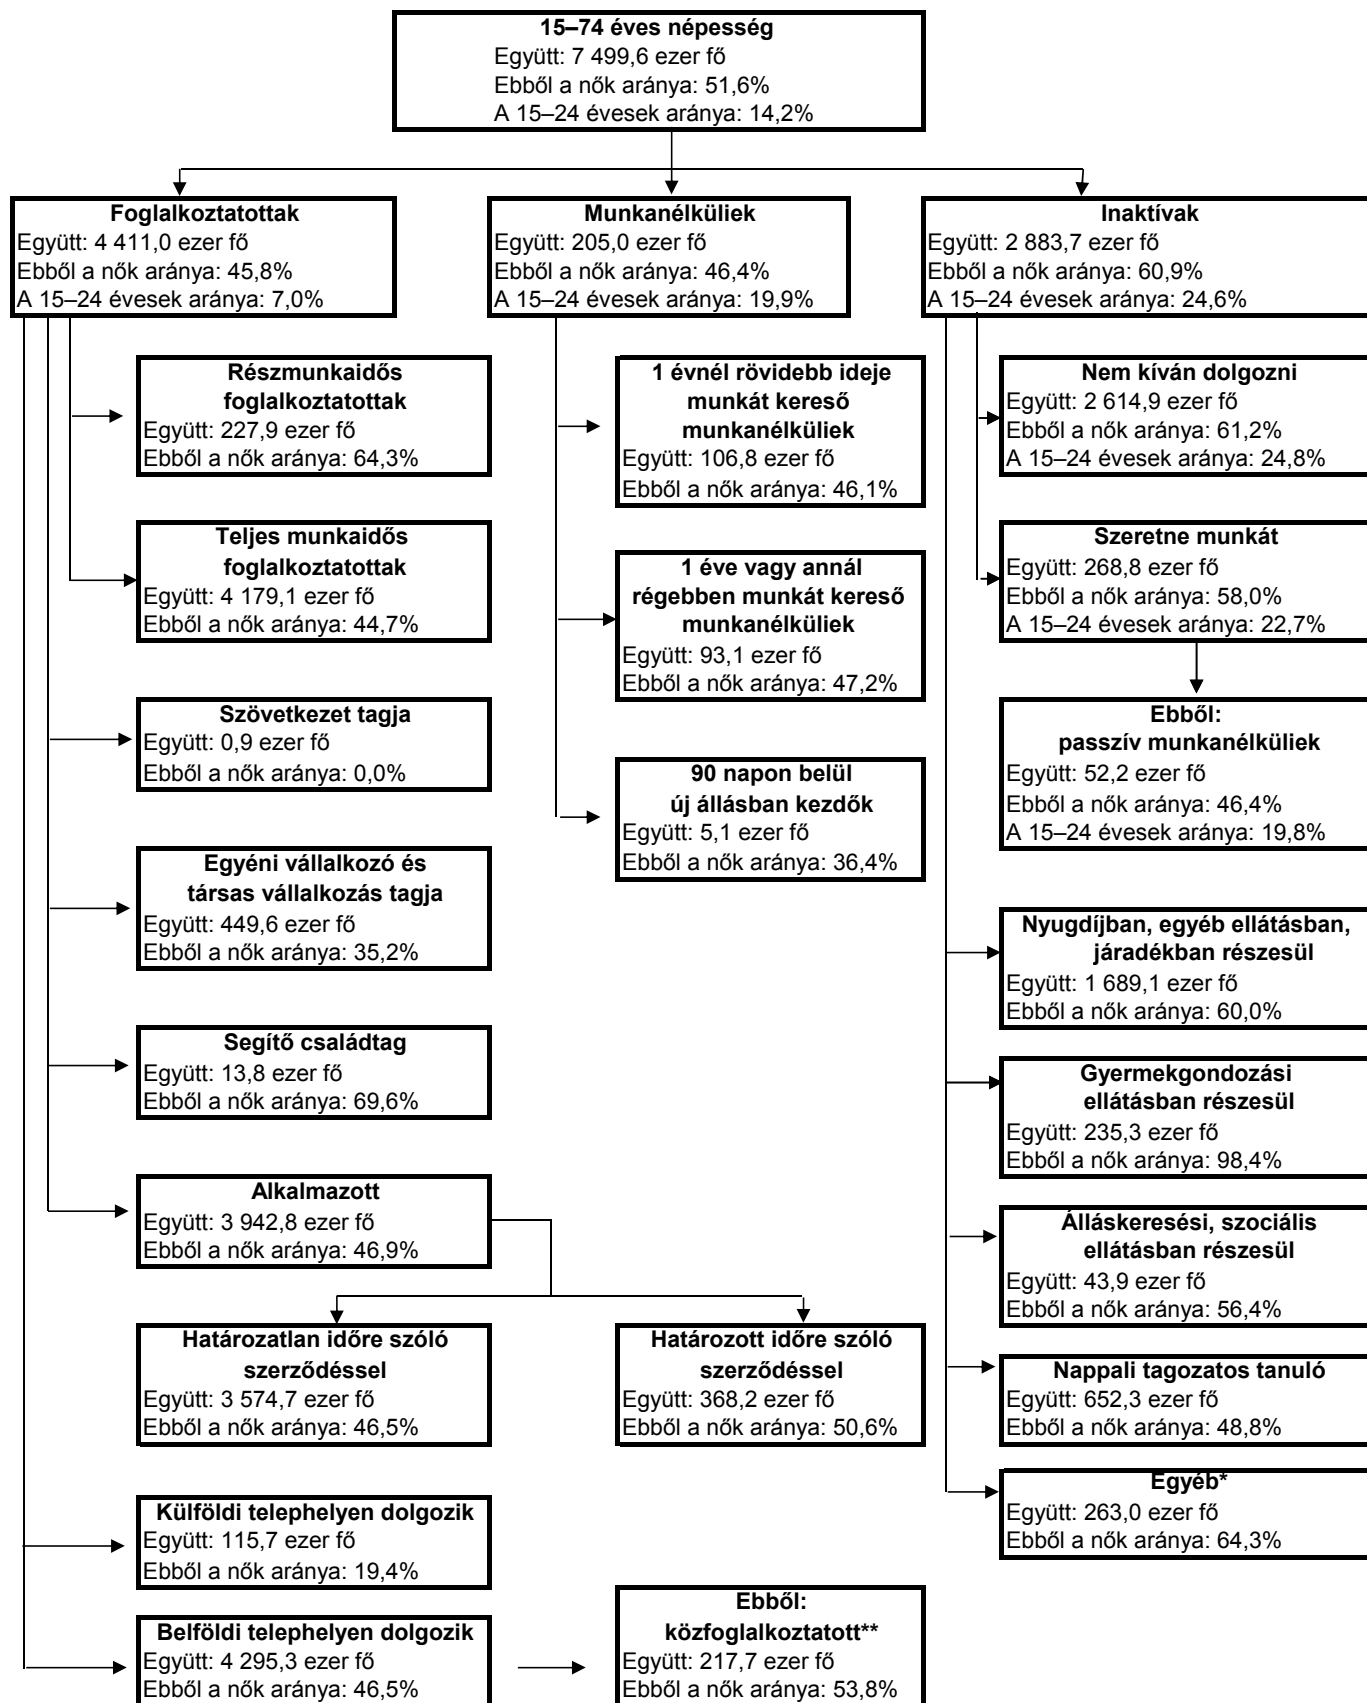 15–74 éves népesség
Együtt: 7 499,6 ezer fő
Ebből a nők aránya: 51,6%
A 15–24 évesek aránya: 14,2%
Foglalkoztatottak
Együtt: 4 411,0 ezer fő
Ebből a nők aránya: 45,8%
A 15–24 évesek aránya: 7,0%
Munkanélküliek
Együtt: 205,0 ezer fő
Ebből a nők aránya: 46,4%
A 15–24 évesek aránya: 19,9%
Inaktívak
Együtt: 2 883,7 ezer fő
Ebből a nők aránya: 60,9%
A 15–24 évesek aránya: 24,6%
Részmunkaidős
foglalkoztatottak
Együtt: 227,9 ezer fő
Ebből a nők aránya: 64,3%
Teljes munkaidős
foglalkoztatottak
Együtt: 4 179,1 ezer fő
Ebből a nők aránya: 44,7%
Szövetkezet tagja
Együtt: 0,9 ezer fő
Ebből a nők aránya: 0,0%
Egyéni vállalkozó és
társas vállalkozás tagja
Együtt: 449,6 ezer fő
Ebből a nők aránya: 35,2%
Segítő családtag
Együtt: 13,8 ezer fő
Ebből a nők aránya: 69,6%
Alkalmazott
Együtt: 3 942,8 ezer fő
Ebből a nők aránya: 46,9%
Határozatlan időre szóló
szerződéssel
Együtt: 3 574,7 ezer fő
Ebből a nők aránya: 46,5%
Határozott időre szóló
szerződéssel
Együtt: 368,2 ezer fő
Ebből a nők aránya: 50,6%
Külföldi telephelyen dolgozik
Együtt: 115,7 ezer fő
Ebből a nők aránya: 19,4%
Belföldi telephelyen dolgozik
Együtt: 4 295,3 ezer fő
Ebből a nők aránya: 46,5%
Ebből:
közfoglalkoztatott**
Együtt: 217,7 ezer fő
Ebből a nők aránya: 53,8%
1 évnél rövidebb ideje
munkát kereső
munkanélküliek
Együtt: 106,8 ezer fő
Ebből a nők aránya: 46,1%
1 éve vagy annál
régebben munkát kereső
munkanélküliek
Együtt: 93,1 ezer fő
Ebből a nők aránya: 47,2%
90 napon belül
új állásban kezdők
Együtt: 5,1 ezer fő
Ebből a nők aránya: 36,4%
Nem kíván dolgozni
Együtt: 2 614,9 ezer fő
Ebből a nők aránya: 61,2%
A 15–24 évesek aránya: 24,8%
Szeretne munkát
Együtt: 268,8 ezer fő
Ebből a nők aránya: 58,0%
A 15–24 évesek aránya: 22,7%
Ebből:
passzív munkanélküliek
Együtt: 52,2 ezer fő
Ebből a nők aránya: 46,4%
A 15–24 évesek aránya: 19,8%
Nyugdíjban, egyéb ellátásban,
járadékban részesül
Együtt: 1 689,1 ezer fő
Ebből a nők aránya: 60,0%
Gyermekgondozási
ellátásban részesül
Együtt: 235,3 ezer fő
Ebből a nők aránya: 98,4%
Álláskeresési, szociális
ellátásban részesül
Együtt: 43,9 ezer fő
Ebből a nők aránya: 56,4%
Nappali tagozatos tanuló
Együtt: 652,3 ezer fő
Ebből a nők aránya: 48,8%
Egyéb*
Együtt: 263,0 ezer fő
Ebből a nők aránya: 64,3%